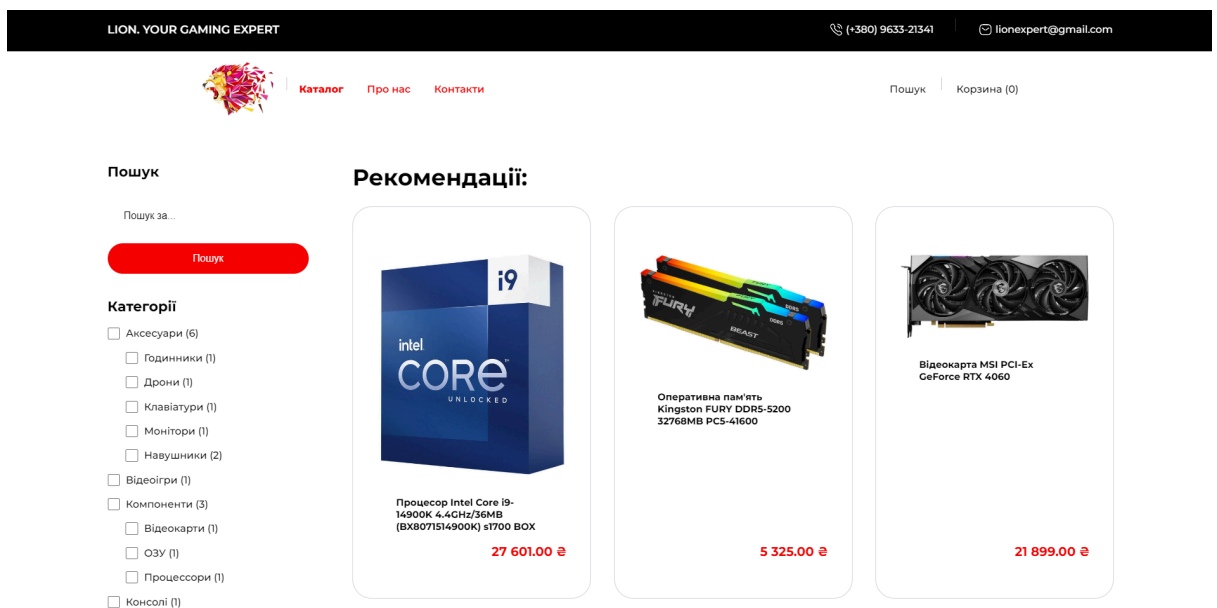 LION. YOUR GAMING EXPERT
(+380) 9633-21341
lionexpert@gmail.com
Каталог
Про нас
Контакти
Пошук
Корзина (0)
Пошук
Пошук за...
Пошук
Категорії
Аксесуари (6)
Годинники (1)
Дрони (1)
Клавіатури (1)
Монітори (1)
Навушники (2)
Відеоігри (1)
Компоненти (3)
Відеокарти (1)
ОЗУ (1)
Процессори (1)
Консолі (1)
Рекомендації:
i9
intel
CORE
UNLOCKED
Процесор Intel Core i9-
14900K 4.4GHz/36MB
(BX8071514900K) s1700 BOX
27 601.00 ₴
FURY
BEAST
DDR5
Оперативна пам'ять
Kingston FURY DDR5-5200
32768MB PC5-41600
5 325.00 ₴
Відеокарта MSI PCI-Ex
GeForce RTX 4060
21 899.00 ₴